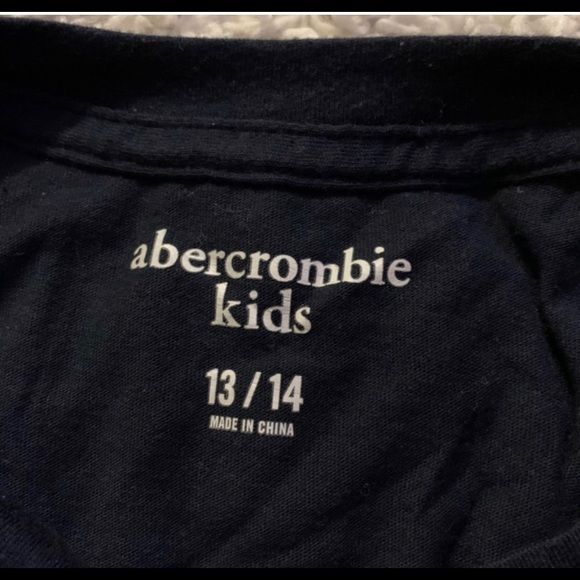 abercrombie
kids
13 / 14
MADE IN CHINA